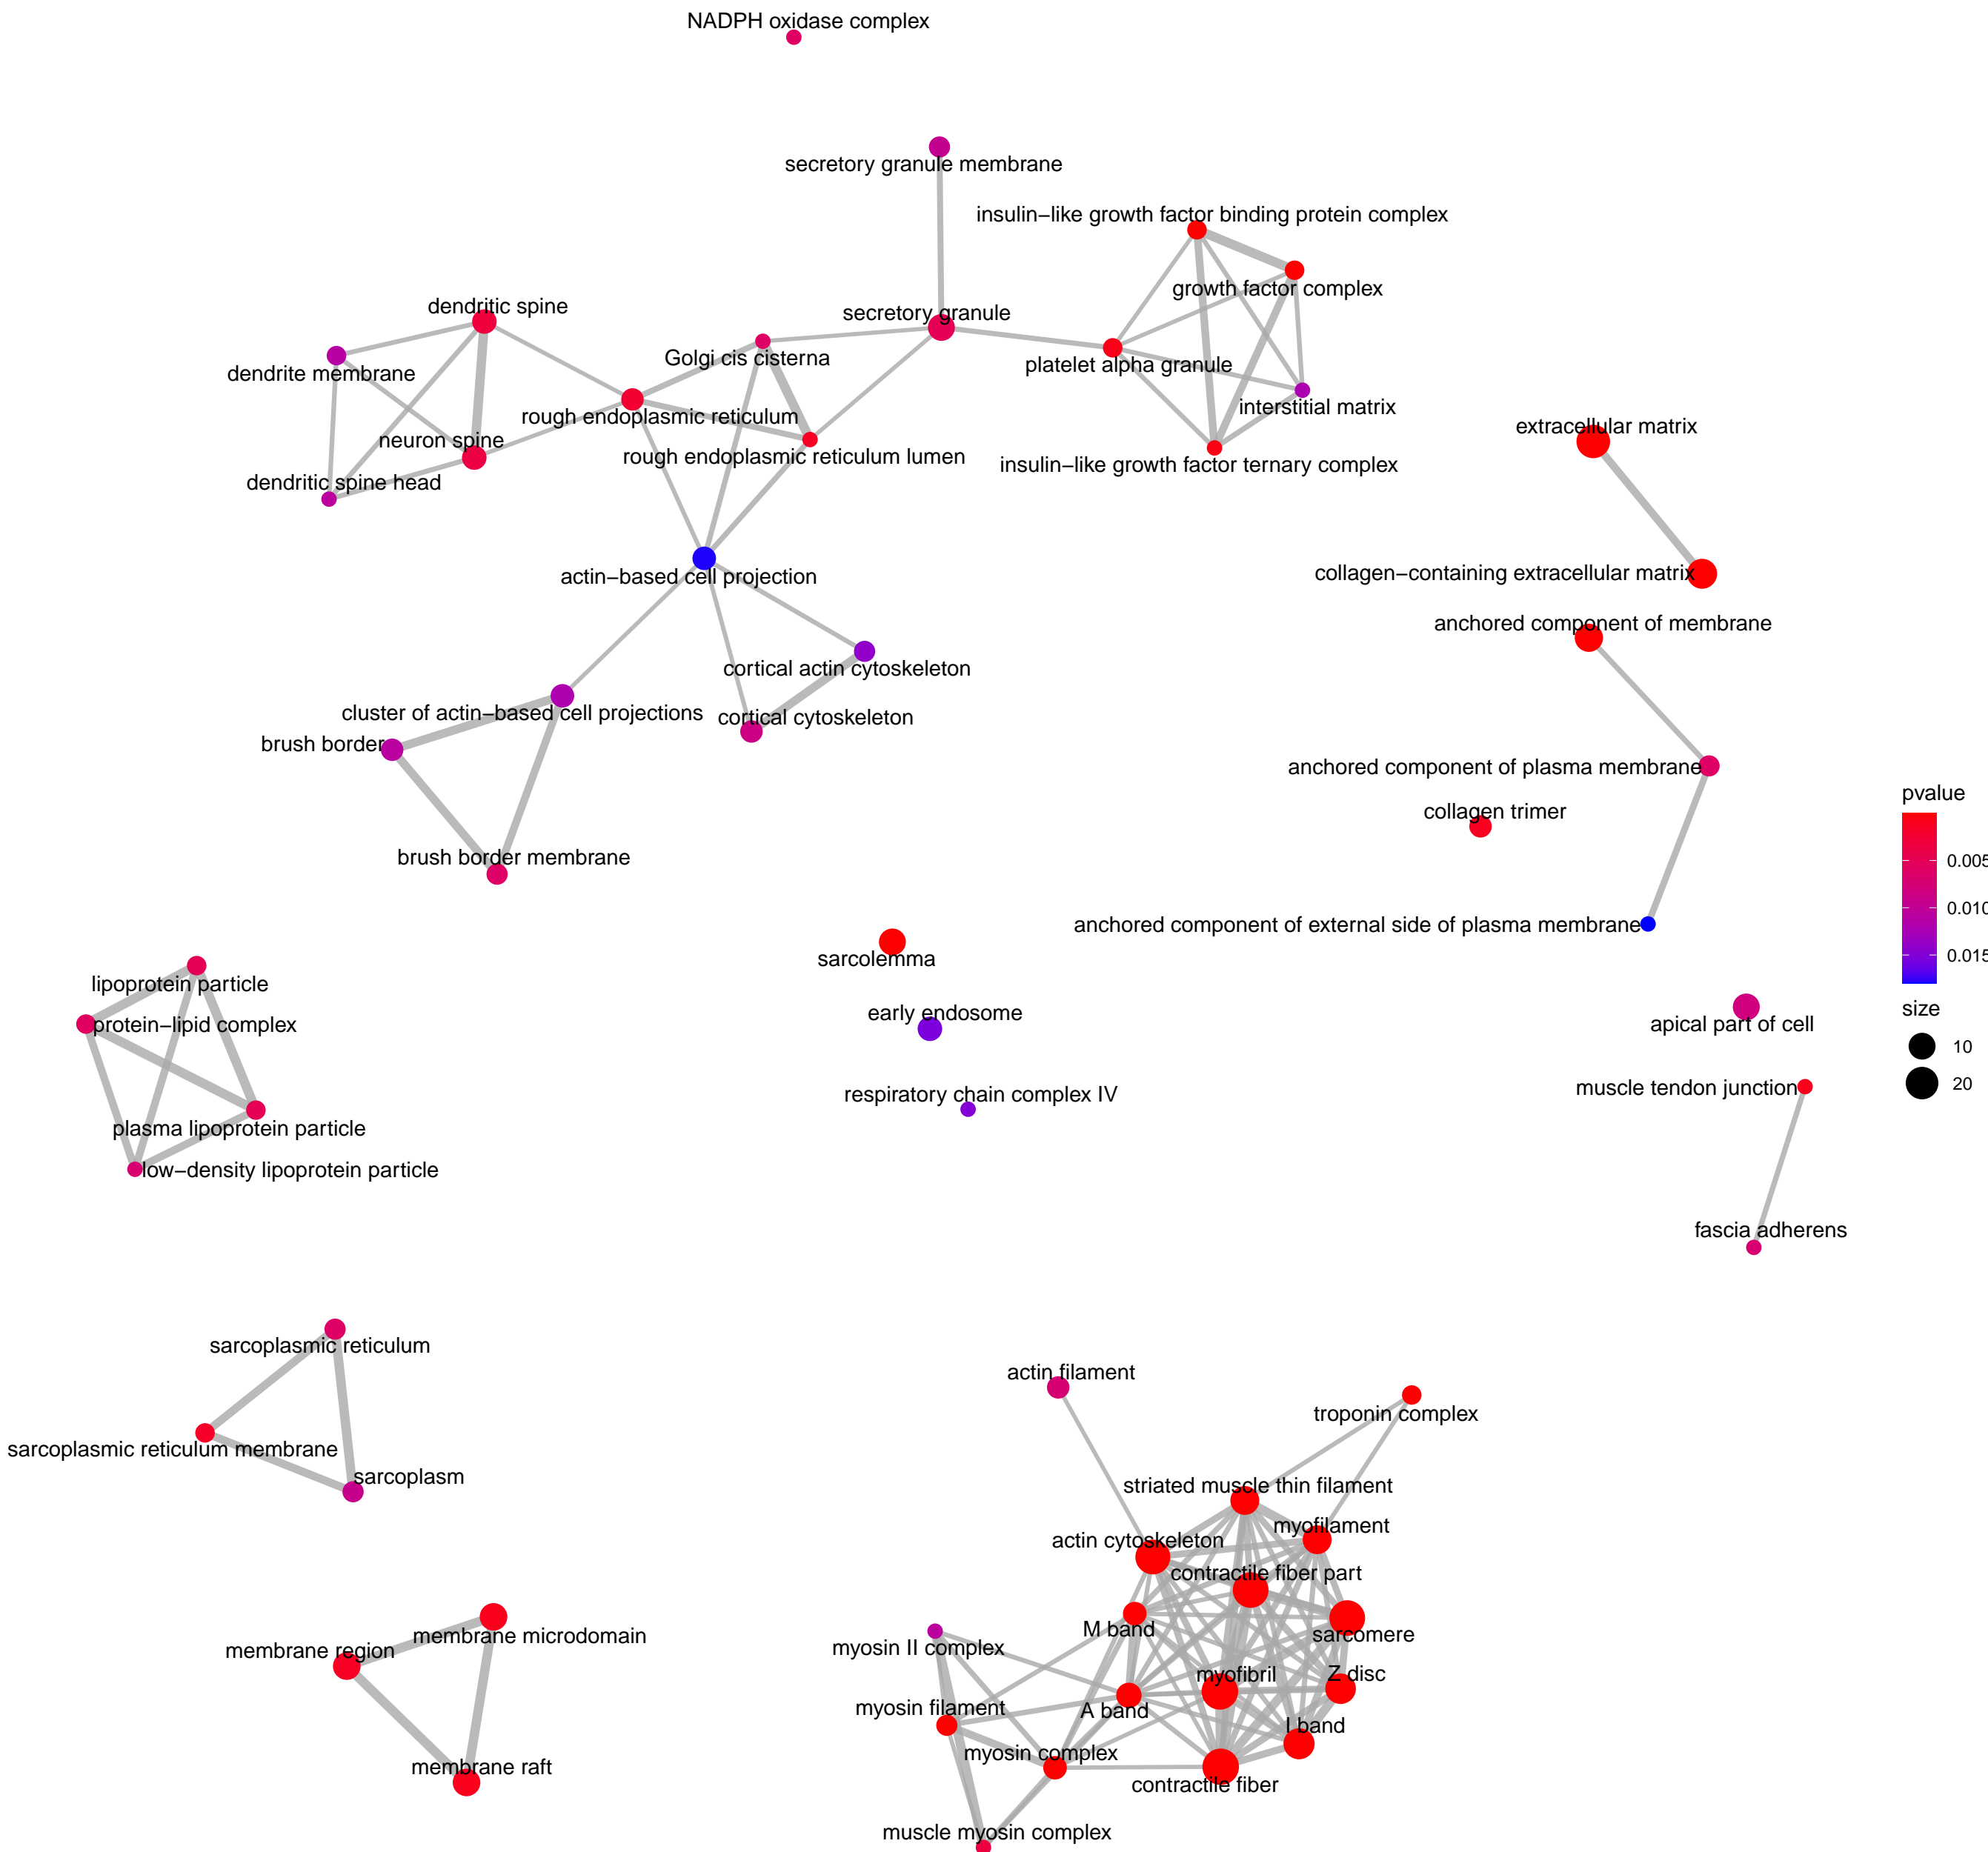 NADPH oxidase complex
secretory granule membrane
insulin−like growth factor binding protein complex
growth factor complex
dendritic spine
secretory granule
Golgi cis cisterna
platelet alpha granule
dendrite membrane
interstitial matrix
rough endoplasmic reticulum
extracellular matrix
neuron spine
rough endoplasmic reticulum lumen
insulin−like growth factor ternary complex
dendritic spine head
actin−based cell projection
collagen−containing extracellular matrix
anchored component of membrane
cortical actin cytoskeleton
cluster of actin−based cell projections
cortical cytoskeleton
brush border
anchored component of plasma membrane
collagen trimer
brush border membrane
pvalue
0.005
0.010
0.015
anchored component of external side of plasma membrane
sarcolemma
lipoprotein particle
early endosome
protein−lipid complex
apical part of cell
size
10
20
respiratory chain complex IV
muscle tendon junction
plasma lipoprotein particle
low−density lipoprotein particle
fascia adherens
sarcoplasmic reticulum
actin filament
troponin complex
sarcoplasmic reticulum membrane
sarcoplasm
striated muscle thin filament
myofilament
actin cytoskeleton
contractile fiber part
M band
sarcomere
membrane microdomain
membrane region
myosin II complex
myofibril
Z disc
myosin filament
A band
I band
myosin complex
membrane raft
contractile fiber
muscle myosin complex